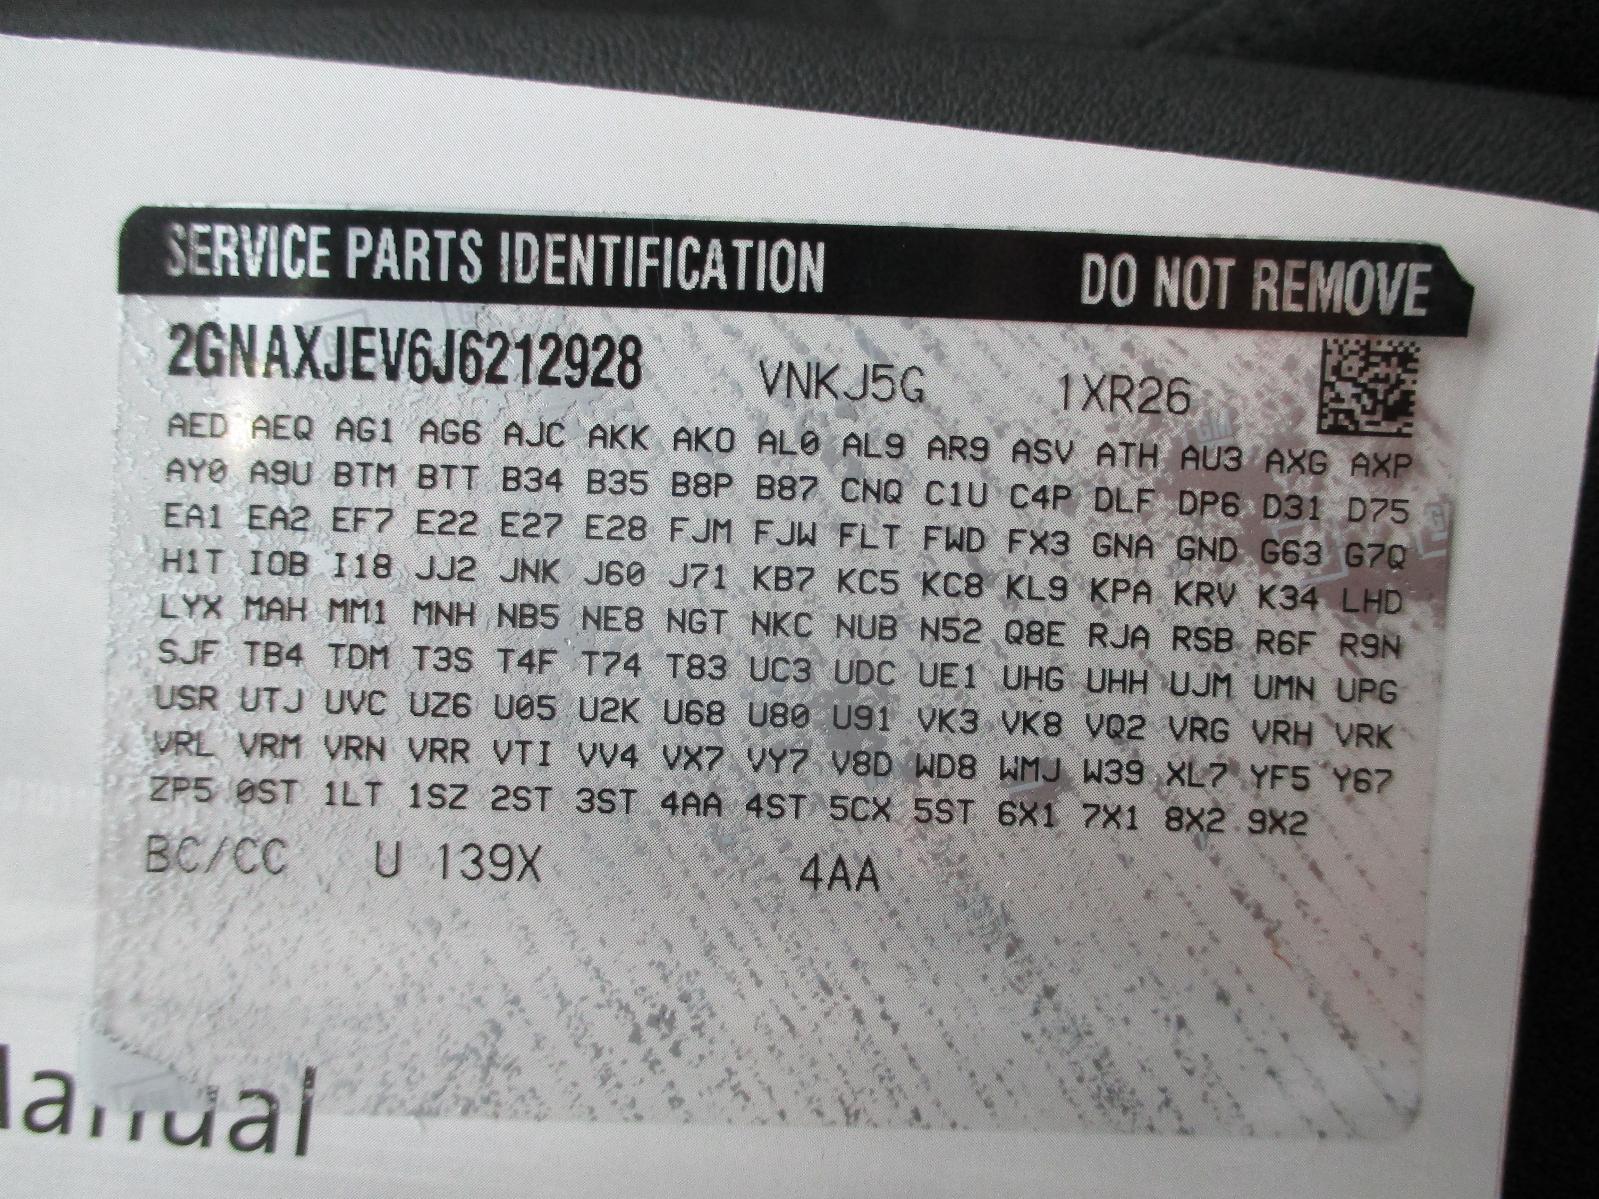 SERVICE PARTS IDENTIFICATION DO NOT REMOVE
2GNAXJEV6J6212928 VNKJ5G 1XR26
AED AEQ AG1 AG6 AJC AKK AKO AL0 AL9 AR9 ASV ATH AU3 AXG AXP
AY0 A9U BTM BTT B34 B35 B8P B87 CNQ C1U C4P DLF DP6 D31 D75
EA1 EA2 EF7 E22 E27 E28 FJM FJW FLT FWD FX3 GNA GND G63 G7Q
H1T IOB I18 JJ2 JNK J60 J71 KB7 KC5 KC8 KL9 KPA KRV K34 LHD
LYX MAH MM1 MNH NB5 NE8 NGT NKC NUB N52 Q8E RJA RSB R6F R9N
SJF TB4 TDM T3S T4F T74 T83 UC3 UDC UE1 UHG UHH UJM UMN UPG
USR UTJ UVC UZ6 U05 U2K U68 U80 U91 VK3 VK8 VQ2 VRG VRH VRK
VRL VRM VRN VRR VTI VV4 VX7 VY7 V8D WD8 WMJ W39 XL7 YF5 Y67
ZP5 0ST 1LT 1SZ 2ST 3ST 4AA 4ST 5CX 5ST 6X1 7X1 8X2 9X2
BC/CC U 139X 4AA
Manual